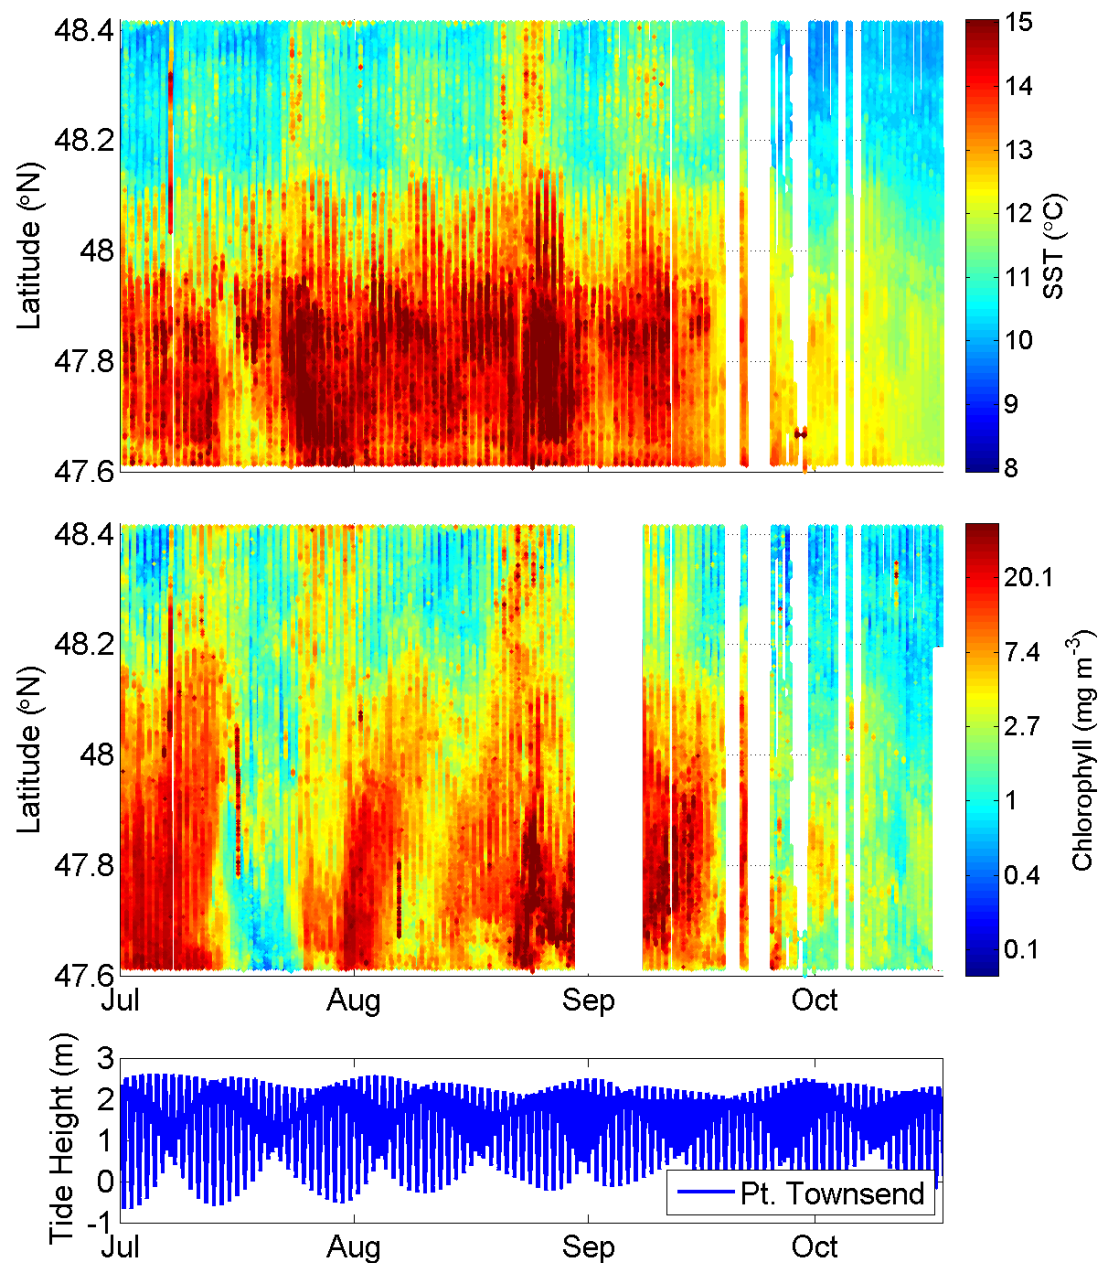 48.4
48.2
48
47.8
47.6
Latitude (°N)
15
14
13
12
11
10
9
8
SST (°C)
48.4
48.2
48
47.8
47.6
Latitude (°N)
Jul
Aug
Sep
Oct
20.1
7.4
2.7
1
0.4
0.1
Chlorophyll (mg m⁻³)
3
2
1
0
-1
Tide Height (m)
Pt. Townsend
Jul
Aug
Sep
Oct